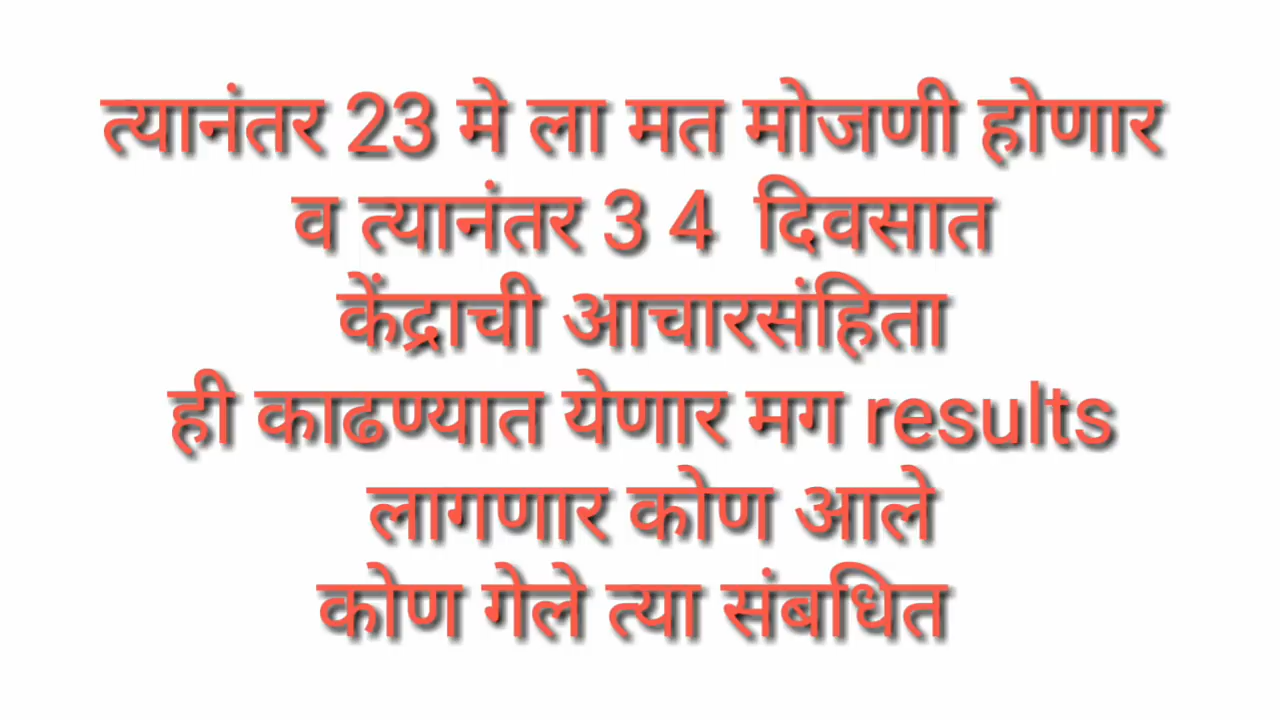 त्यानंतर 23 मे ला मत मोजणी होणार
व त्यानंतर 3 4 दिवसात
केंद्राची आचारसंहिता
ही काढण्यात येणार मग results
लागणार कोण आले
कोण गेले त्या संबधित